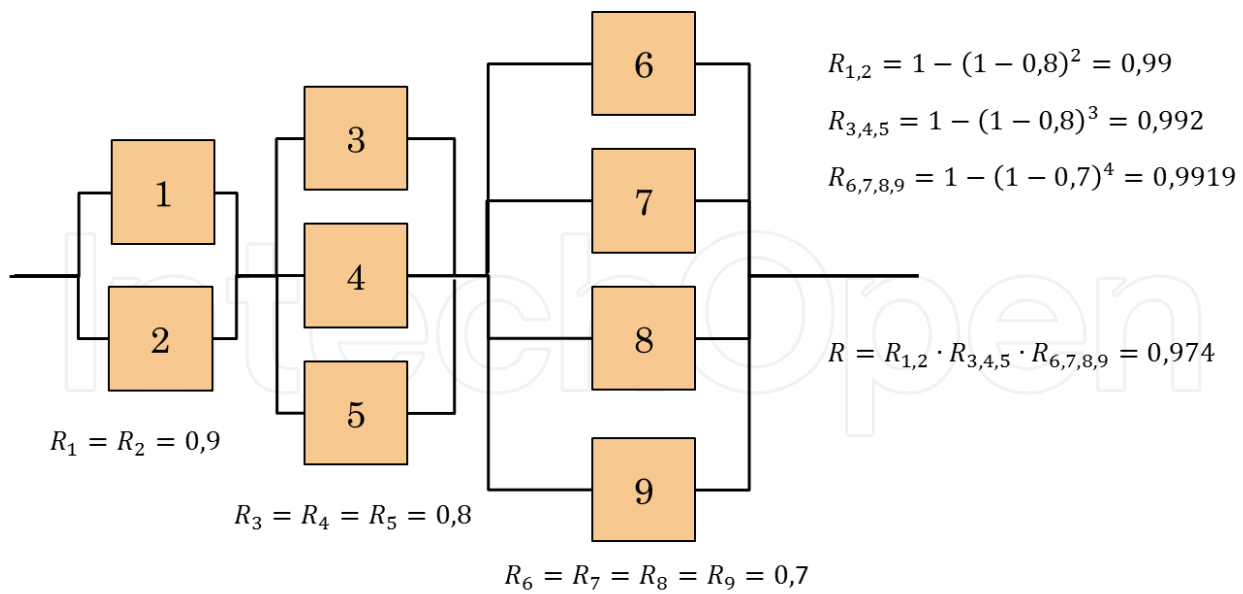 1
2
3
4
5
6
7
8
9
R₁ = R₂ = 0,9
R₃ = R₄ = R₅ = 0,8
R₆ = R₇ = R₈ = R₉ = 0,7
R₁,₂ = 1 − (1 − 0,8)² = 0,99
R₃,₄,₅ = 1 − (1 − 0,8)³ = 0,992
R₆,₇,₈,₉ = 1 − (1 − 0,7)⁴ = 0,9919
R = R₁,₂ · R₃,₄,₅ · R₆,₇,₈,₉ = 0,974
IntechOpen